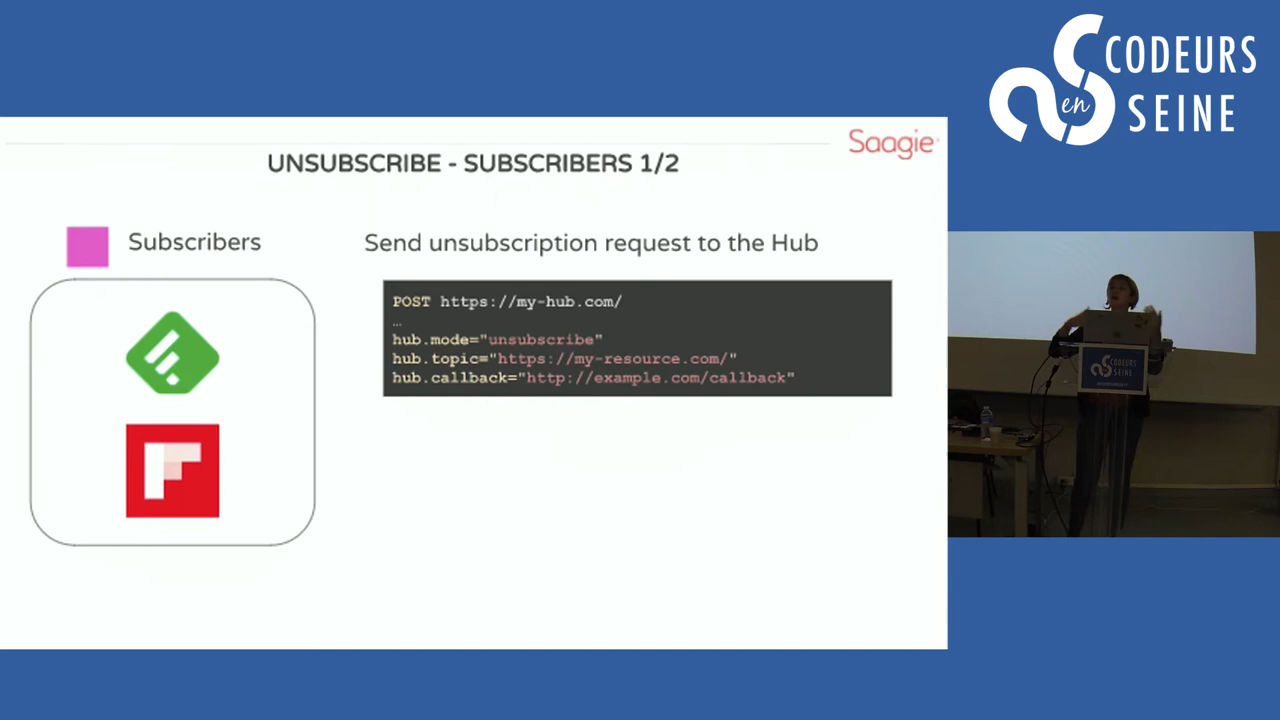 CODEURS
en
SEINE
Saagie
UNSUBSCRIBE - SUBSCRIBERS 1/2
Subscribers
Send unsubscription request to the Hub
POST https://my-hub.com/
…
hub.mode="unsubscribe"
hub.topic="https://my-resource.com/"
hub.callback="http://example.com/callback"
CODEURS
en
SEINE